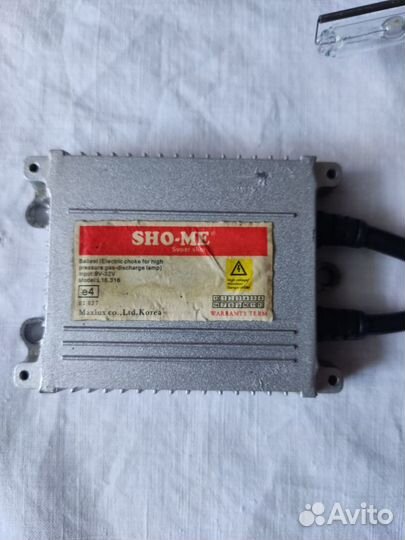 SHO-ME®
Super slim
Ballast (Electric choke for high
pressure gas-discharge lamp)
Input:9V-32V
Model:L16.316
e4
Maxlux co.,Ltd,Korea
WARRANTY TERM
Avito